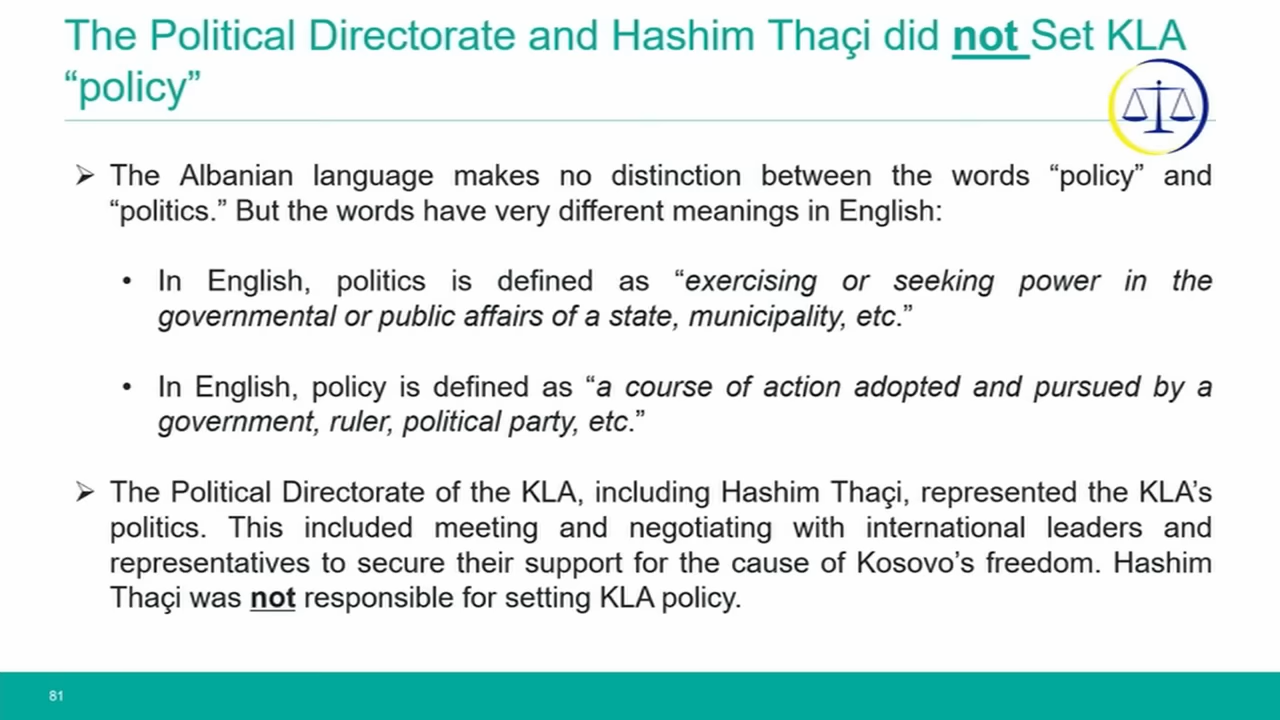 The Political Directorate and Hashim Thaçi did not Set KLA
“policy”
➢ The Albanian language makes no distinction between the words “policy” and
“politics.” But the words have very different meanings in English:
• In English, politics is defined as “exercising or seeking power in the
governmental or public affairs of a state, municipality, etc.”
• In English, policy is defined as “a course of action adopted and pursued by a
government, ruler, political party, etc.”
➢ The Political Directorate of the KLA, including Hashim Thaçi, represented the KLA’s
politics. This included meeting and negotiating with international leaders and
representatives to secure their support for the cause of Kosovo’s freedom. Hashim
Thaçi was not responsible for setting KLA policy.
81